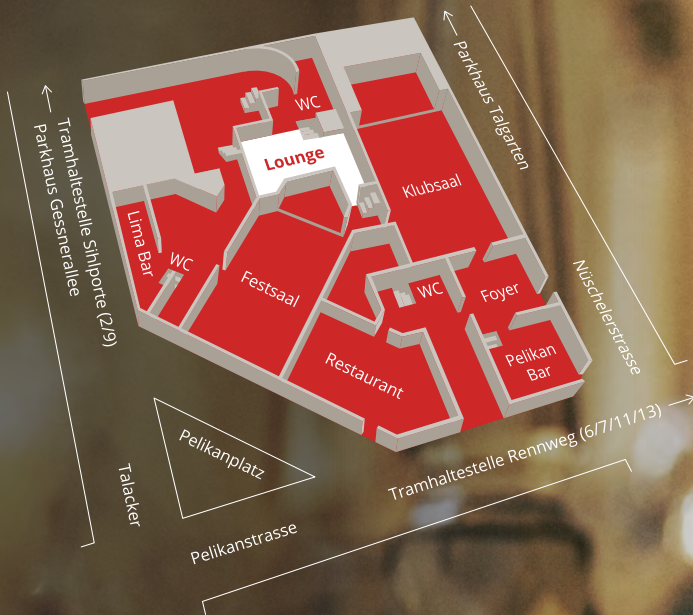 Parkhaus Talgarten
WC
Tramhaltestelle Sihlporte (2/9)
Parkhaus Gessnerallee
Lounge
Klubsaal
Lima Bar
WC
Festsaal
WC
Foyer
Nüschelerstrasse
Pelikan
Bar
Restaurant
Tramhaltestelle Rennweg (6/7/11/13)
Pelikanplatz
Talacker
Pelikanstrasse